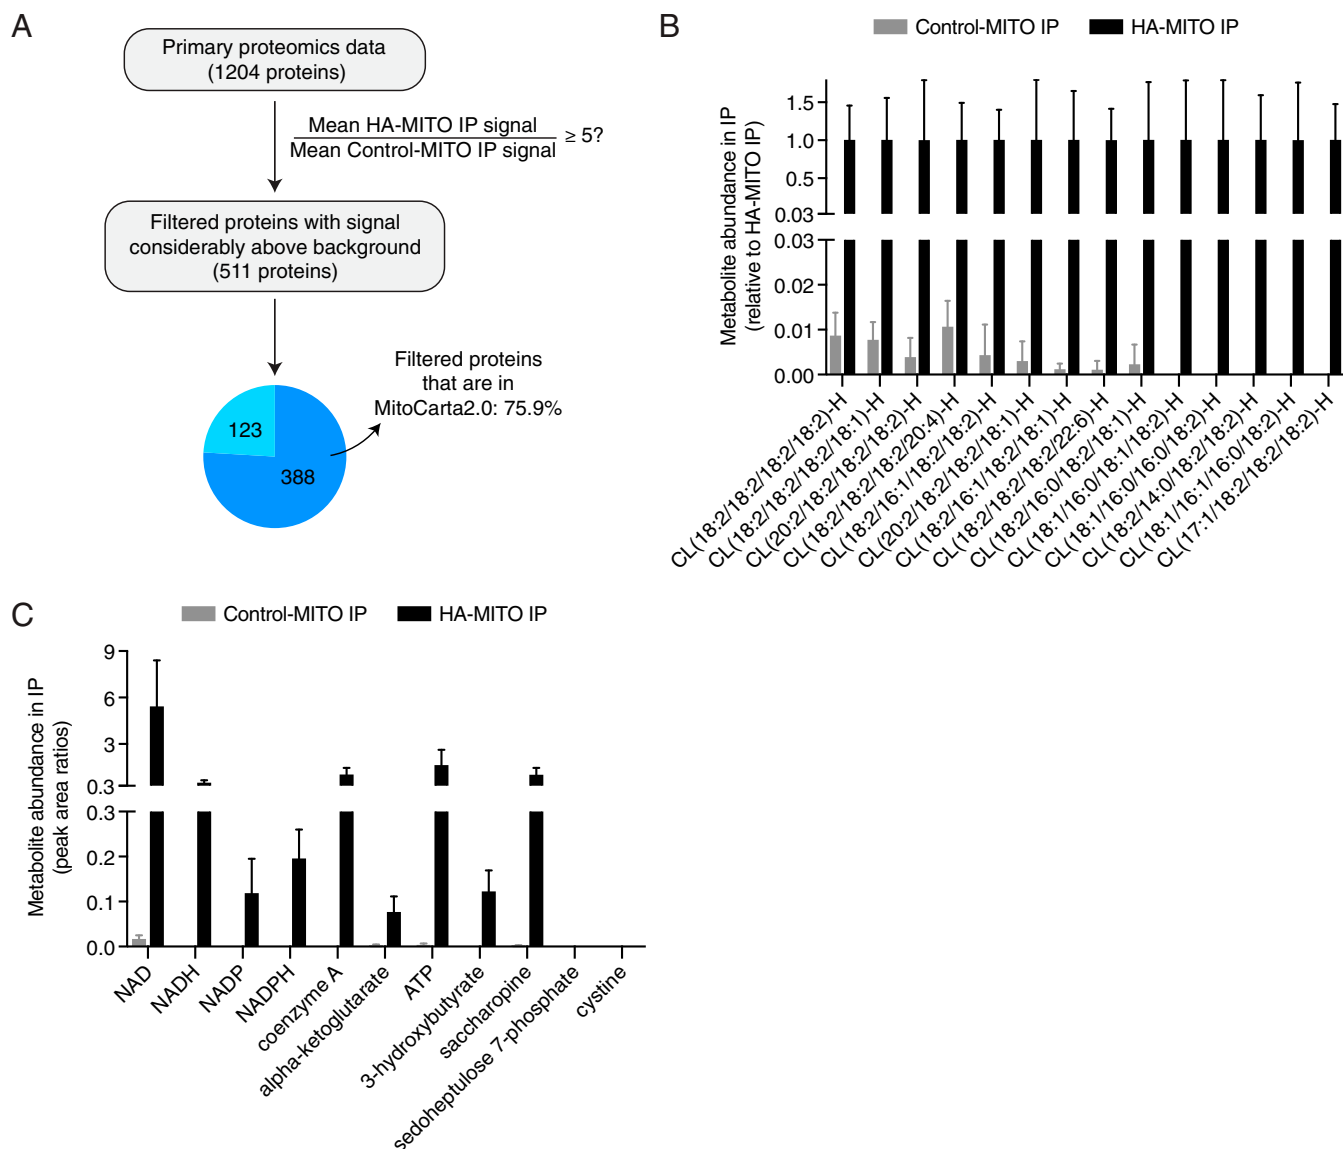 A
Primary proteomics data
(1204 proteins)
Mean HA-MITO IP signal
Mean Control-MITO IP signal
≥ 5?
Filtered proteins with signal
considerably above background
(511 proteins)
Filtered proteins
that are in
MitoCarta2.0: 75.9%
123
388
B
Control-MITO IP
HA-MITO IP
Metabolite abundance in IP
(relative to HA-MITO IP)
1.5
1.0
0.5
0.03
0.03
0.02
0.01
0.00
CL(18:2/18:2/18:2/18:2)-H
CL(18:2/18:2/18:2/18:1)-H
CL(20:2/18:2/18:2/18:2)-H
CL(18:2/18:2/18:2/20:4)-H
CL(18:2/16:1/18:2/18:2)-H
CL(20:2/18:2/18:2/18:1)-H
CL(18:2/16:1/18:2/18:1)-H
CL(18:2/18:2/18:2/22:6)-H
CL(18:2/16:0/18:2/18:1)-H
CL(18:1/16:0/18:1/18:2)-H
CL(18:1/16:0/16:0/18:2)-H
CL(18:2/14:0/18:2/18:2)-H
CL(18:1/16:1/16:0/18:2)-H
CL(17:1/18:2/18:2/18:2)-H
C
Control-MITO IP
HA-MITO IP
Metabolite abundance in IP
(peak area ratios)
9
6
3
0.3
0.3
0.2
0.1
0.0
NAD
NADH
NADP
NADPH
coenzyme A
alpha-ketoglutarate
ATP
3-hydroxybutyrate
saccharopine
sedoheptulose 7-phosphate
cystine